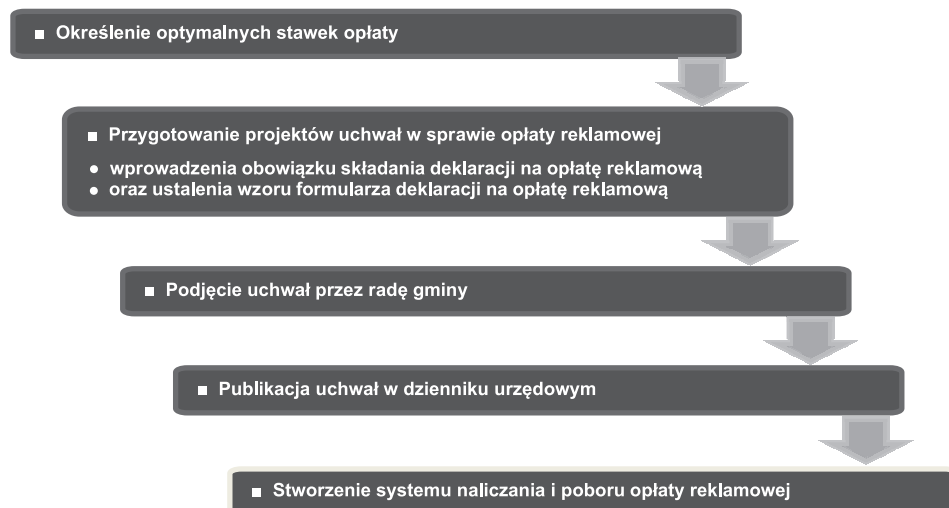 ▪ Określenie optymalnych stawek opłaty
▪ Przygotowanie projektów uchwał w sprawie opłaty reklamowej
• wprowadzenia obowiązku składania deklaracji na opłatę reklamową
• oraz ustalenia wzoru formularza deklaracji na opłatę reklamową
▪ Podjęcie uchwał przez radę gminy
▪ Publikacja uchwał w dzienniku urzędowym
▪ Stworzenie systemu naliczania i poboru opłaty reklamowej